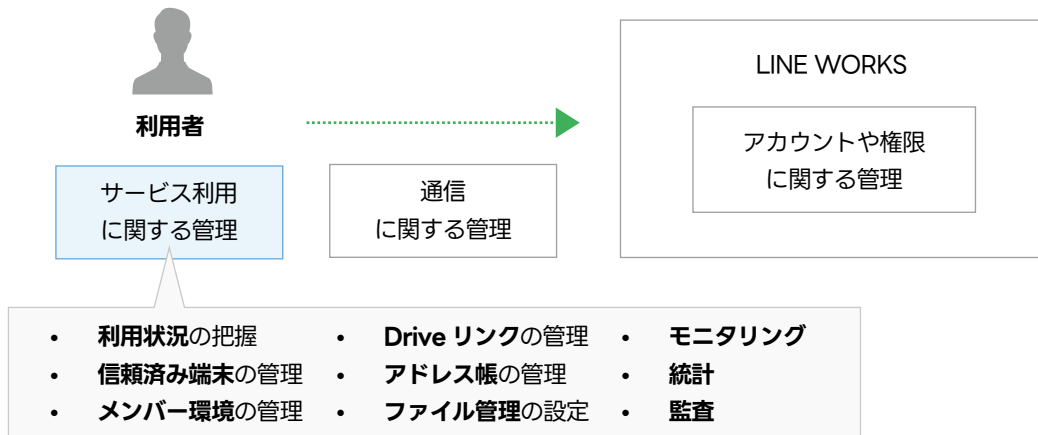 利用者
LINE WORKS
アカウントや権限
に関する管理
サービス利用
に関する管理
通信
に関する管理
• 利用状況の把握
• 信頼済み端末の管理
• メンバー環境の管理
• Drive リンクの管理
• アドレス帳の管理
• ファイル管理の設定
• モニタリング
• 統計
• 監査